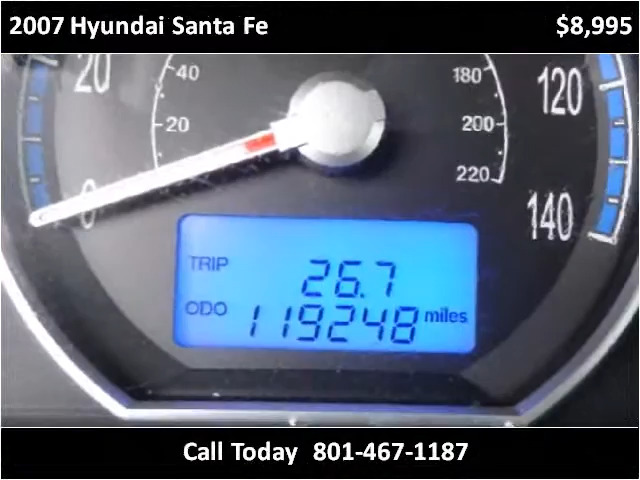 2007 Hyundai Santa Fe $8,995
20 40 180 120
20 200
0 220 140
TRIP 26.7
ODO 119248 miles
Call Today 801-467-1187